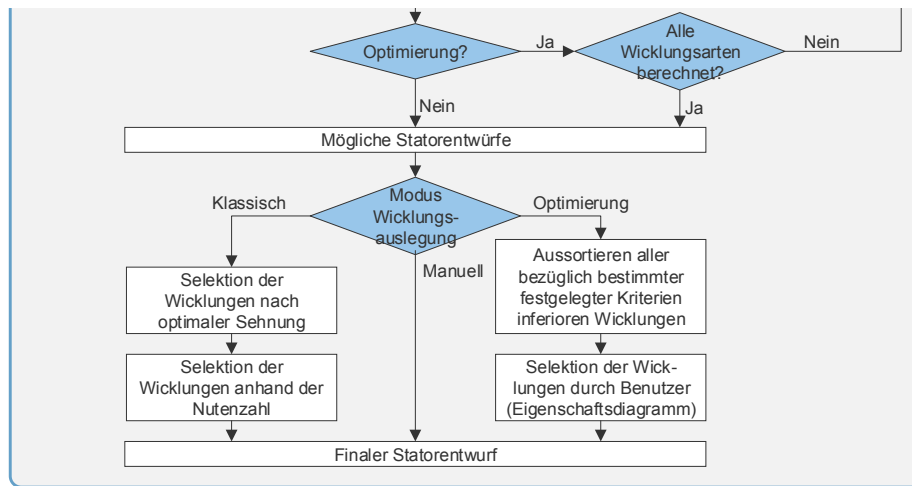 Optimierung?
Ja
Alle
Wicklungsarten
berechnet?
Nein
Nein
Ja
Mögliche Statorentwürfe
Klassisch
Modus
Wicklungs-
auslegung
Optimierung
Manuell
Selektion der
Wicklungen nach
optimaler Sehnung
Aussortieren aller
bezüglich bestimmter
festgelegter Kriterien
inferioren Wicklungen
Selektion der
Wicklungen anhand der
Nutenzahl
Selektion der Wick-
lungen durch Benutzer
(Eigenschaftsdiagramm)
Finaler Statorentwurf